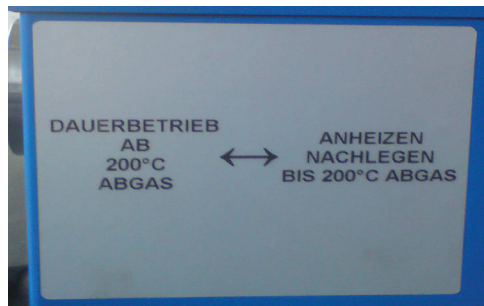 DAUERBETRIEB
AB
200°C
ABGAS
ANHEIZEN
NACHLEGEN
BIS 200°C ABGAS